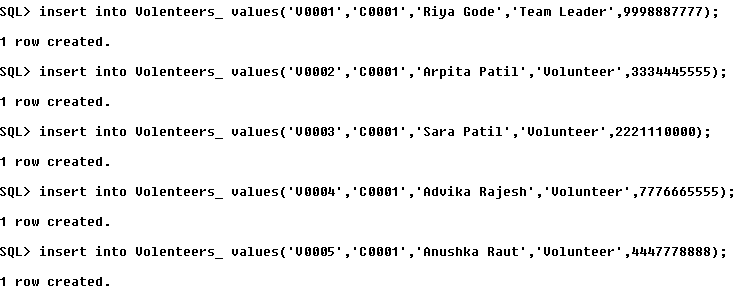 SQL> insert into Volenteers_ values('V0001','C0001','Riya Gode','Team Leader',9998887777);
1 row created.
SQL> insert into Volenteers_ values('V0002','C0001','Arpita Patil','Volunteer',3334445555);
1 row created.
SQL> insert into Volenteers_ values('V0003','C0001','Sara Patil','Volunteer',2221110000);
1 row created.
SQL> insert into Volenteers_ values('V0004','C0001','Advika Rajesh','Volunteer',7776665555);
1 row created.
SQL> insert into Volenteers_ values('V0005','C0001','Anushka Raut','Volunteer',4447778888);
1 row created.